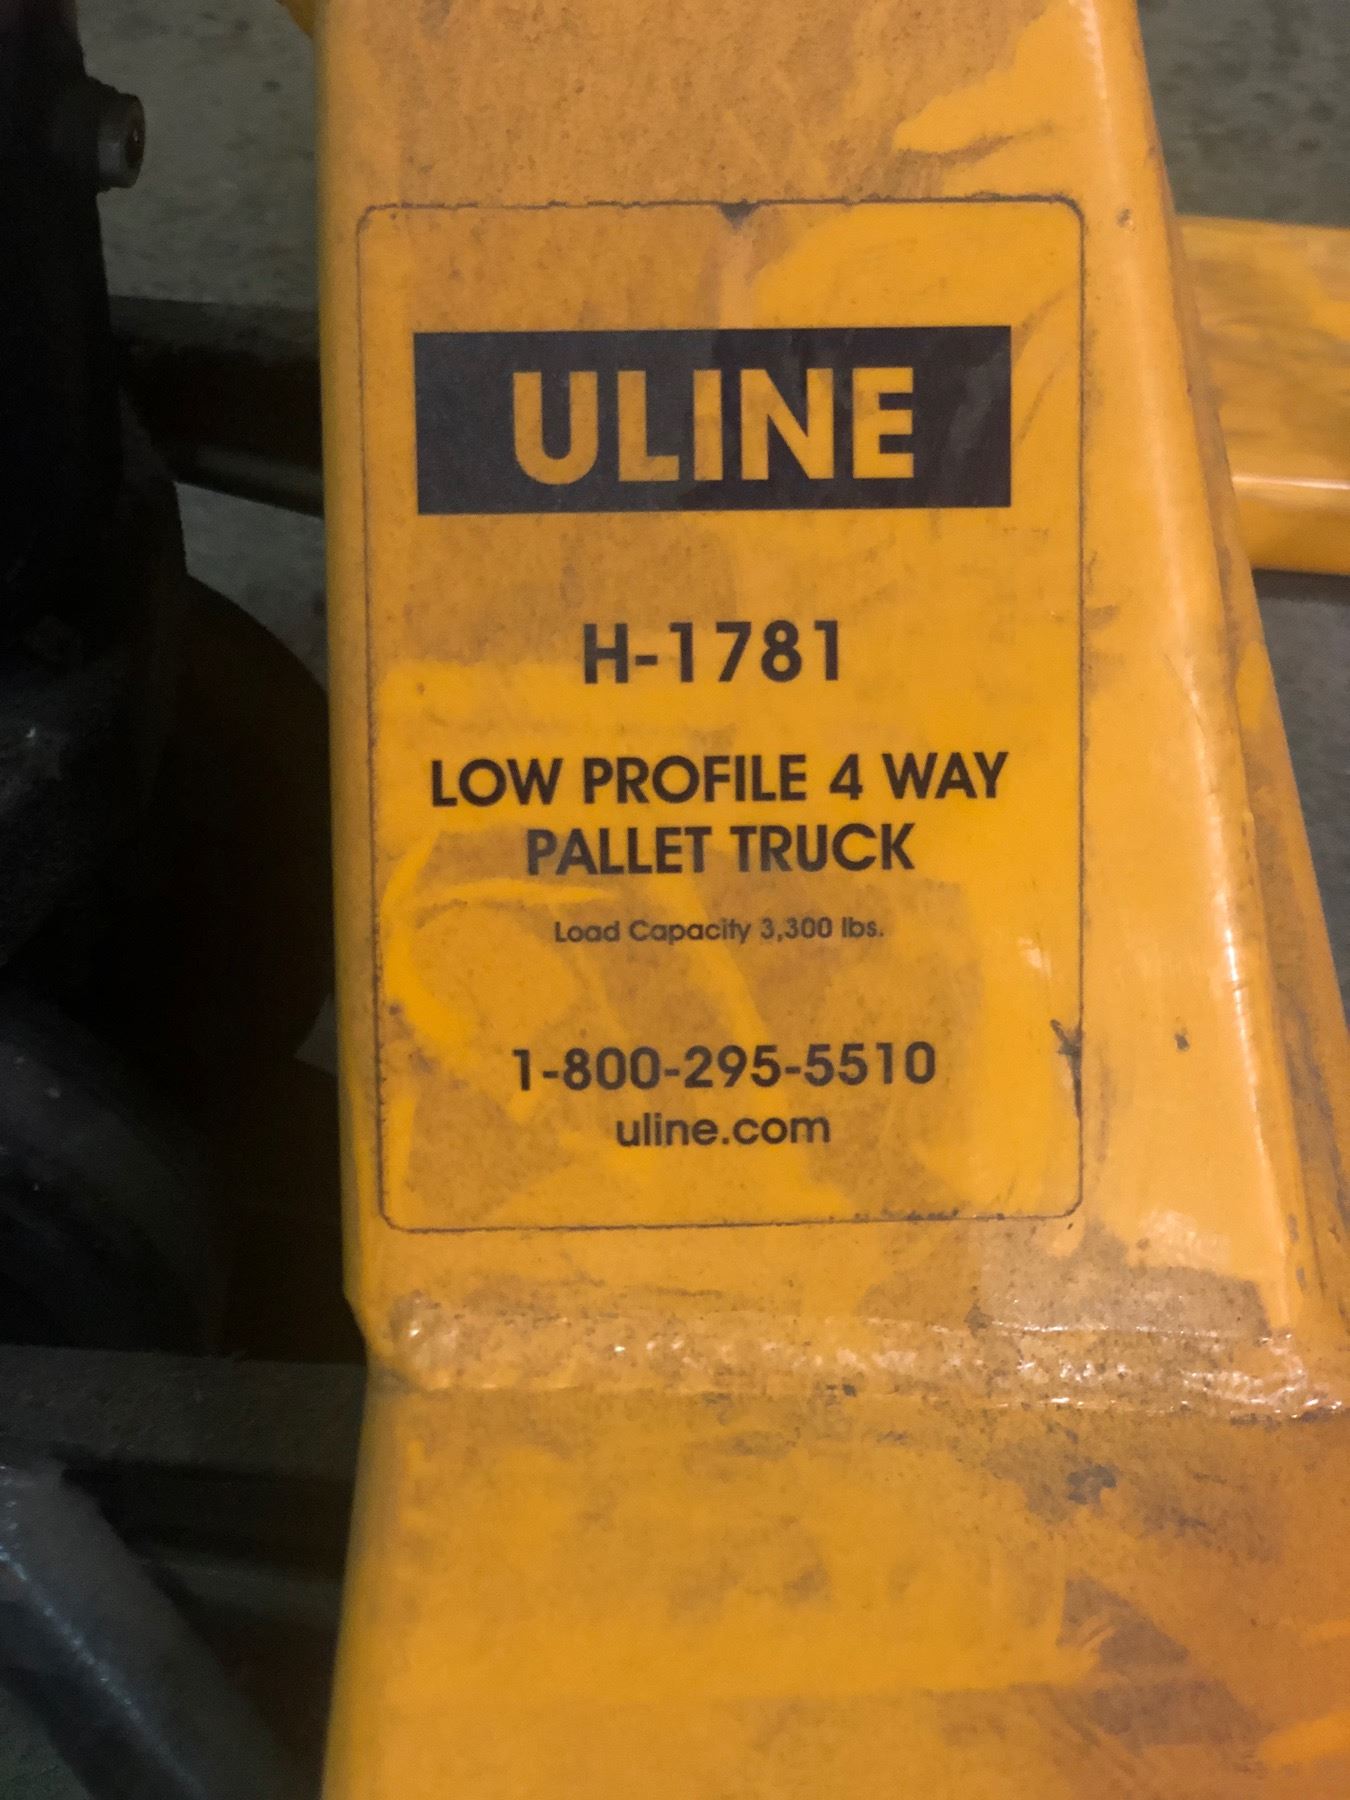 ULINE
H-1781
LOW PROFILE 4 WAY
PALLET TRUCK
Load Capacity 3,300 lbs.
1-800-295-5510
uline.com